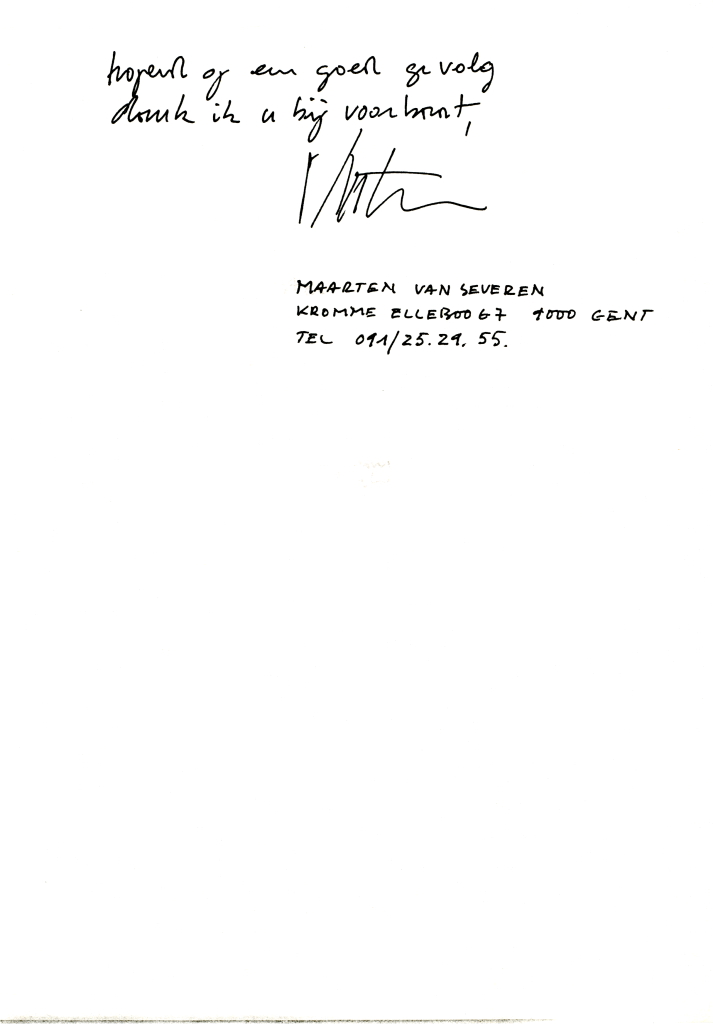 hopend op een goed gevolg
dank ik u bij voorbaat,
MAARTEN VAN SEVEREN
KROMME ELLEBOOG 7 9000 GENT
TEL 091/25.29.55.